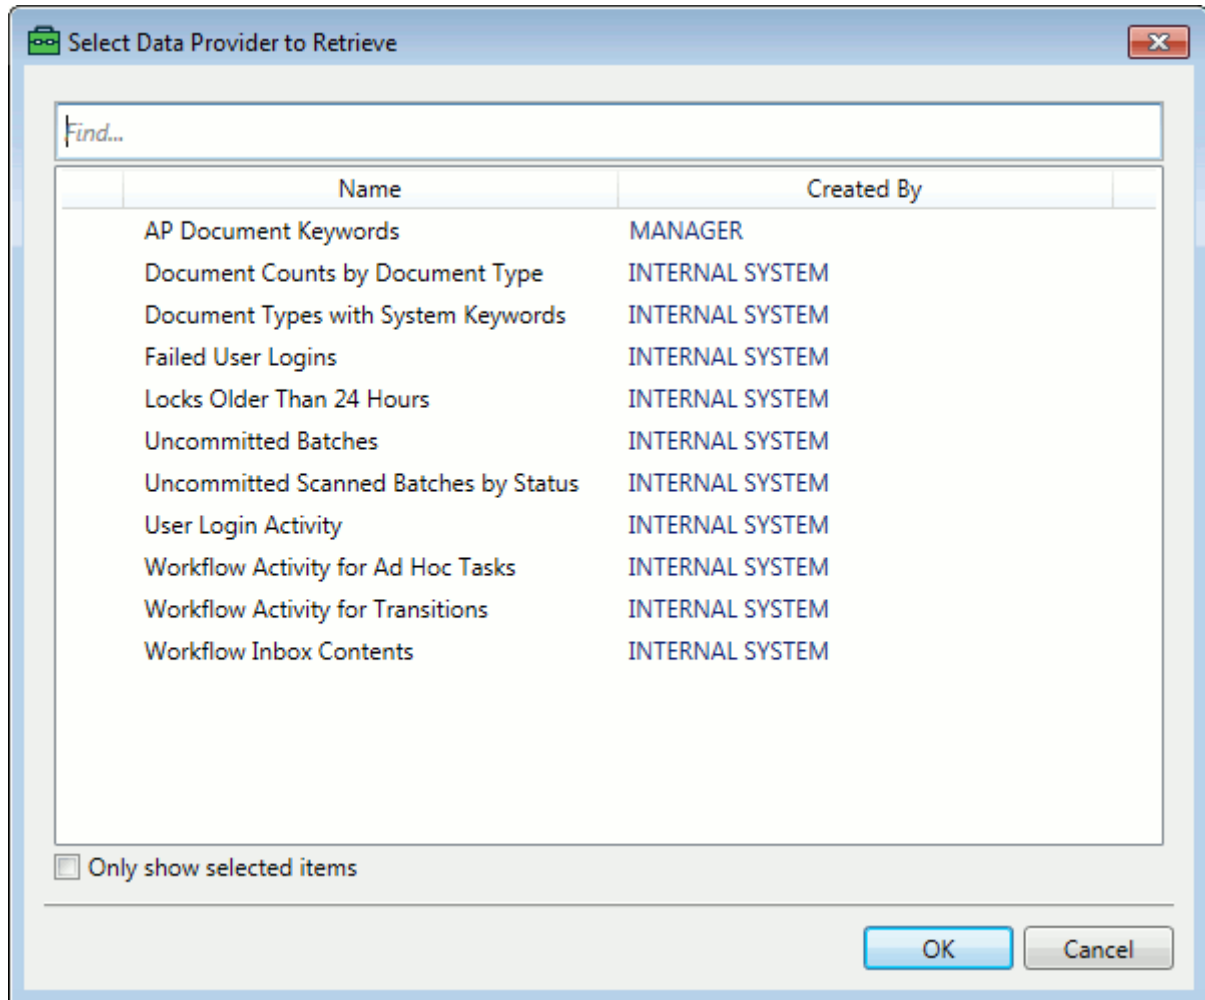 Select Data Provider to Retrieve
Find...
Name Created By
AP Document Keywords MANAGER
Document Counts by Document Type INTERNAL SYSTEM
Document Types with System Keywords INTERNAL SYSTEM
Failed User Logins INTERNAL SYSTEM
Locks Older Than 24 Hours INTERNAL SYSTEM
Uncommitted Batches INTERNAL SYSTEM
Uncommitted Scanned Batches by Status INTERNAL SYSTEM
User Login Activity INTERNAL SYSTEM
Workflow Activity for Ad Hoc Tasks INTERNAL SYSTEM
Workflow Activity for Transitions INTERNAL SYSTEM
Workflow Inbox Contents INTERNAL SYSTEM
Only show selected items
OK Cancel